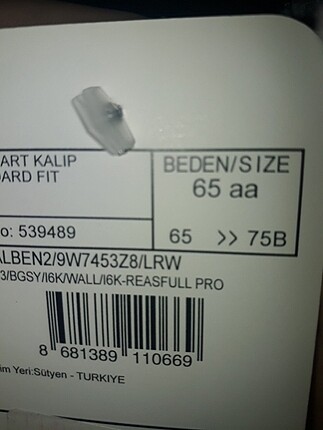 ART KALIP
ARD FIT
BEDEN/SIZE
65 aa
o: 539489
65 >> 75B
LBEN2/9W7453Z8/LRW
3/BGSY/I6K/WALL/I6K-REASFULL PRO
8 681389 110669
im Yeri:Sütyen - TURKIYE